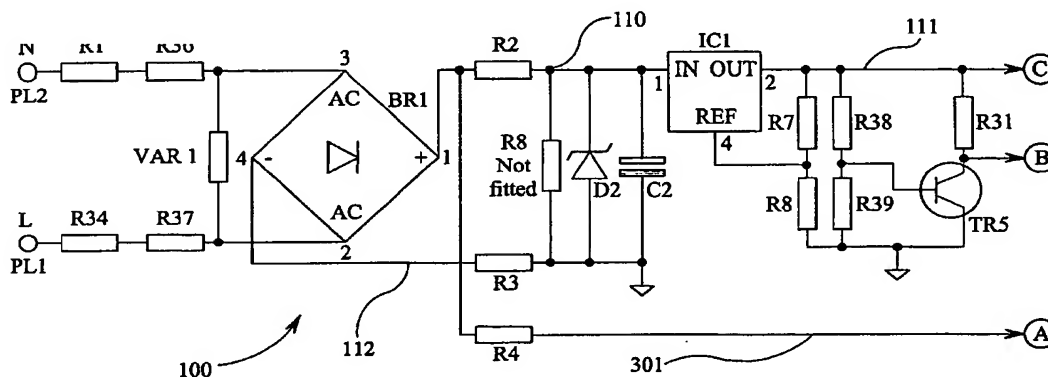 N R1 R36
PL2
3
AC
BR1
R2
110
IC1
IN OUT
1
2
REF
4
111
C
VAR 1
4
-
+
1
R8
Not
fitted
D2
C2
R7
R38
R31
B
L
R34
R37
PL1
AC
2
R3
R8
R39
TR5
100
112
R4
301
A